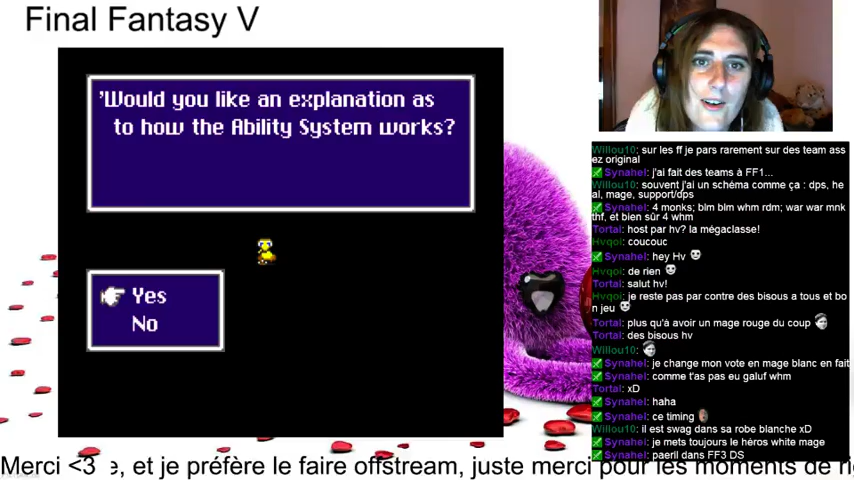 Final Fantasy V
'Would you like an explanation as
to how the Ability System works?
Yes
No
Willou10: sur les ff je pars rarement sur des team ass
ez original
Synahel: j'ai fait des teams à FF1...
Willou10: souvent j'ai un schéma comme ça : dps, he
al, mage, support/dps
Synahel: 4 monks; blm blm whm rdm; war war mnk
thf, et bien sûr 4 whm
Tortal: host par hv? la mégaclasse!
Hvqoi: coucouc
Synahel: hey Hv
Hvqoi: de rien
Tortal: salut hv!
Hvqoi: je reste pas par contre des bisous a tous et bo
n jeu
Tortal: plus qu'à avoir un mage rouge du coup
Tortal: des bisous hv
Willou10:
Synahel: je change mon vote en mage blanc en fait
Synahel: comme t'as pas eu galuf whm
Tortal: xD
Synahel: haha
Synahel: ce timing
Willou10: il est swag dans sa robe blanche xD
Synahel: je mets toujours le héros white mage
Synahel: paeril dans FF3 DS
Merci <3 e, et je préfère le faire offstream, juste merci pour les moments de ri